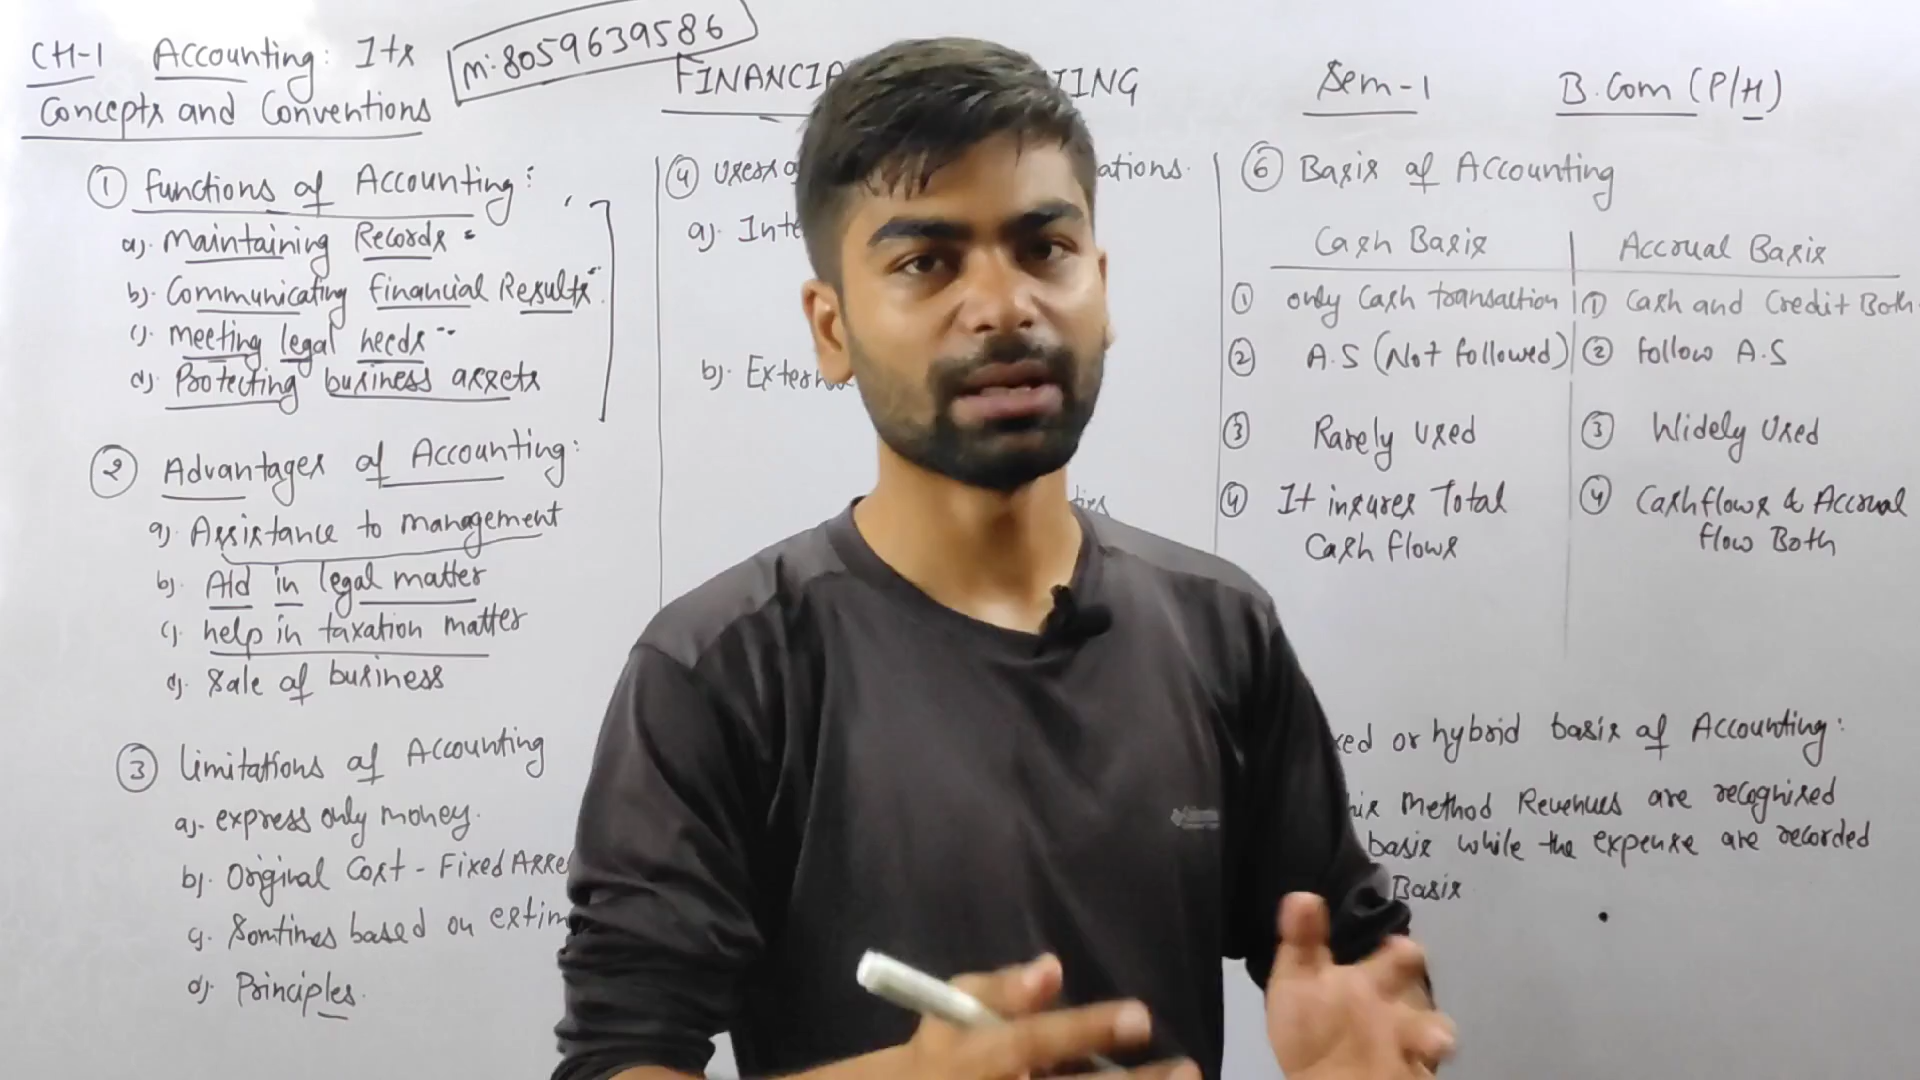 CH-1 Accounting: Its
Concepts and Conventions
m:8059639586
FINANCIA IING
Sem-1
B.Com (P/H)
① functions of Accounting:
a). Maintaining Records
b). Communicating financial Results.
c). Meeting legal needs
d). Protecting business assets
② Advantages of Accounting:
a). Assistance to management
b). Aid in legal matter
c). help in taxation matter
d). Sale of business
③ limitations of Accounting
a). express only money.
b). Original Cost - Fixed Asse
c). Somtimes based on estim
d). Principles.
④ Users o ations.
a). Inte
b). Externa
ties
⑥ Basis of Accounting
Cash Basis | Accrual Basis
① only Cash transaction | ① Cash and Credit Both
② A.S (Not followed) | ② follow A.S
③ Rarely Used ③ Widely Used
④ It insures Total Cash flows
④ Cashflows & Accrual flow Both
xed or hybrid basis of Accounting:
his Method Revenues are recognised
basis while the expense are recorded
Basis